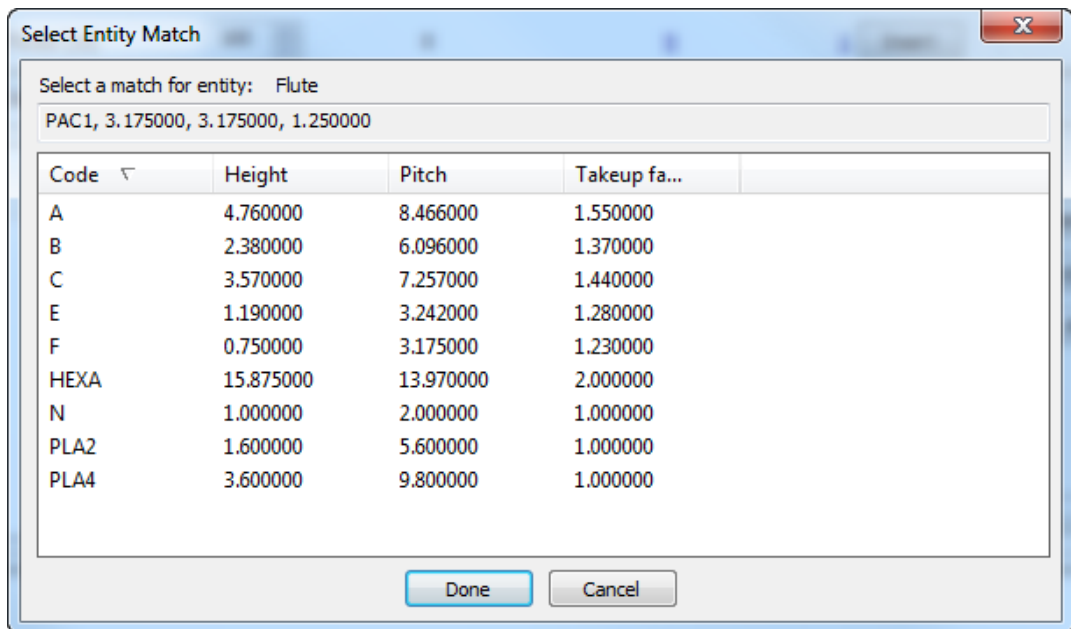 Select Entity Match
Select a match for entity: Flute
PAC1, 3.175000, 3.175000, 1.250000
Code Height Pitch Takeup fa...
A 4.760000 8.466000 1.550000
B 2.380000 6.096000 1.370000
C 3.570000 7.257000 1.440000
E 1.190000 3.242000 1.280000
F 0.750000 3.175000 1.230000
HEXA 15.875000 13.970000 2.000000
N 1.000000 2.000000 1.000000
PLA2 1.600000 5.600000 1.000000
PLA4 3.600000 9.800000 1.000000
Done Cancel